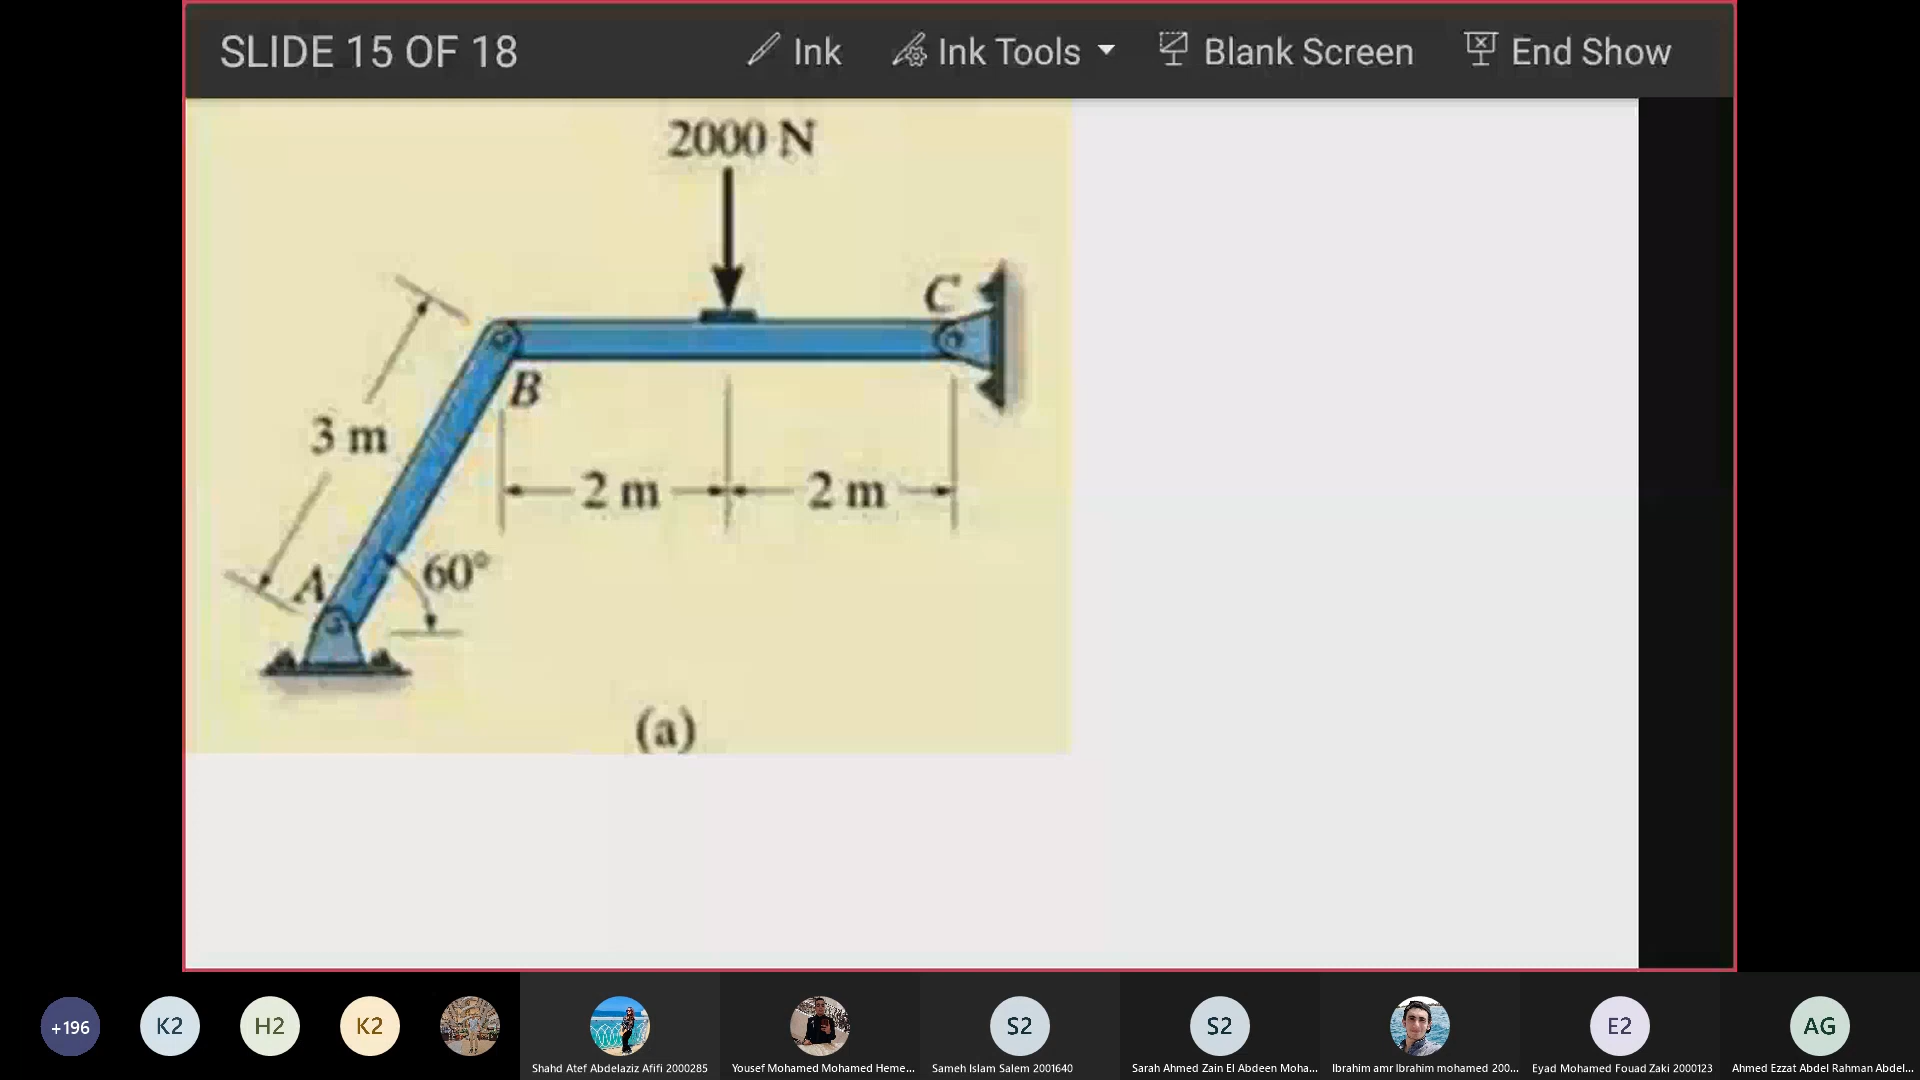 SLIDE 15 OF 18 Ink Ink Tools Blank Screen End Show
2000 N
C
B
3 m
2 m 2 m
A 60°
(a)
+196 K2 H2 K2 S2 S2 E2 AG
Shahd Atef Abdelaziz Afifi 2000285 Yousef Mohamed Mohamed Heme... Sameh Islam Salem 2001640 Sarah Ahmed Zain El Abdeen Moha... Ibrahim amr Ibrahim mohamed 200... Eyad Mohamed Fouad Zaki 2000123 Ahmed Ezzat Abdel Rahman Abdel...